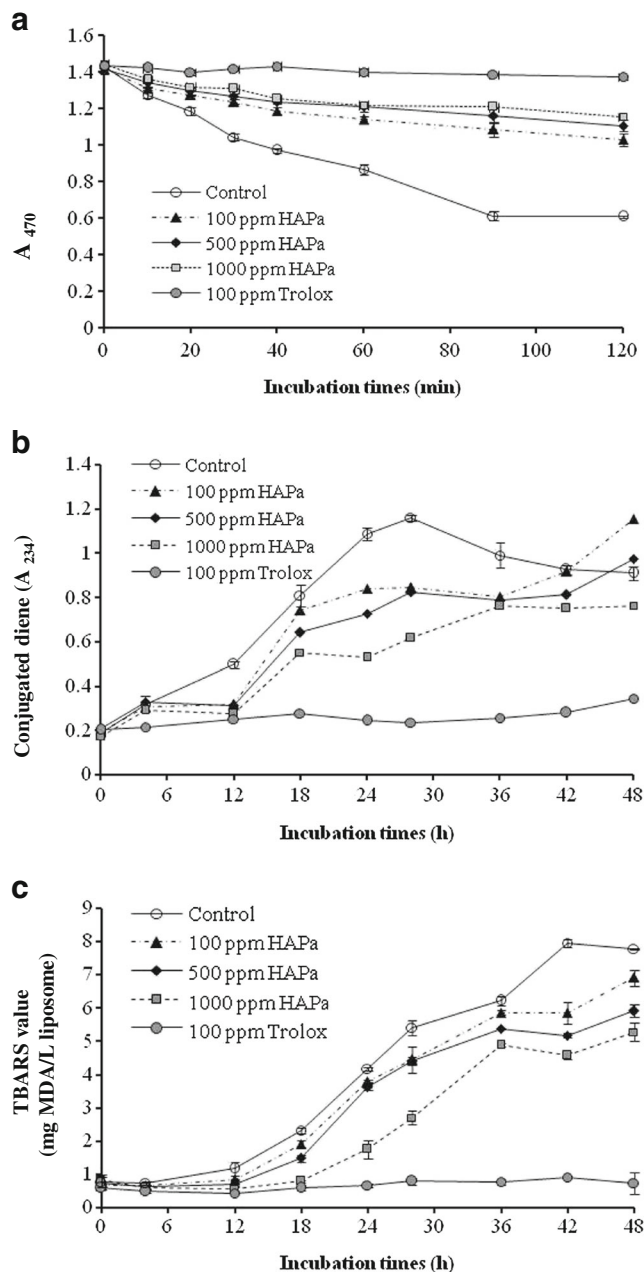 a
1.6
1.4
1.2
1
0.8
0.6
0.4
0.2
0
A 470
Control
100 ppm HAPa
500 ppm HAPa
1000 ppm HAPa
100 ppm Trolox
0 20 40 60 80 100 120
Incubation times (min)
b
1.4
1.2
1
0.8
0.6
0.4
0.2
0
Conjugated diene (A 234)
Control
100 ppm HAPa
500 ppm HAPa
1000 ppm HAPa
100 ppm Trolox
0 6 12 18 24 30 36 42 48
Incubation times (h)
c
9
8
7
6
5
4
3
2
1
0
TBARS value
(mg MDA/L liposome)
Control
100 ppm HAPa
500 ppm HAPa
1000 ppm HAPa
100 ppm Trolox
0 6 12 18 24 30 36 42 48
Incubation times (h)